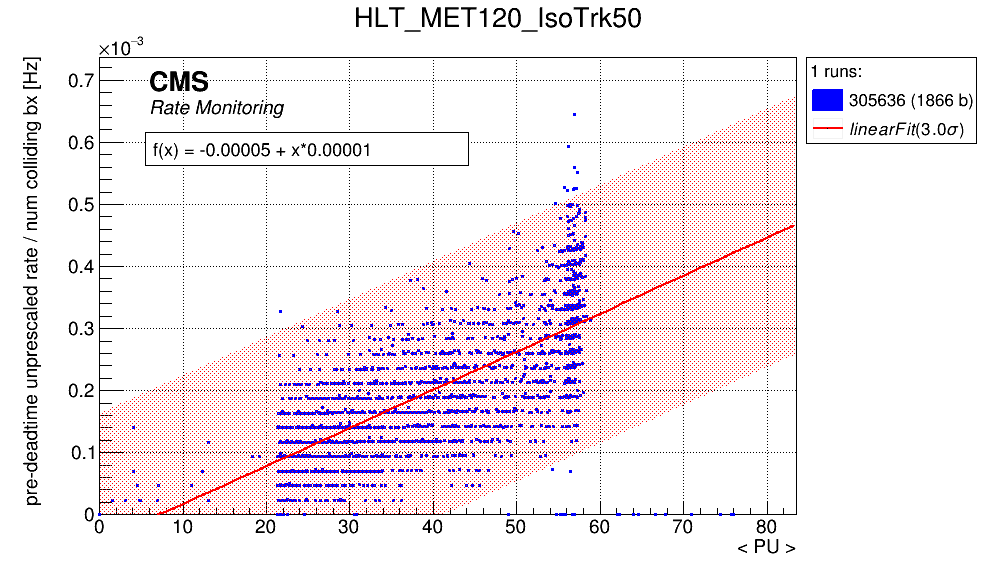 HLT_MET120_IsoTrk50
×10⁻³
pre-deadtime unprescaled rate / num colliding bx [Hz]
CMS
Rate Monitoring
f(x) = -0.00005 + x*0.00001
1 runs:
305636 (1866 b)
linearFit(3.0σ)
0.7
0.6
0.5
0.4
0.3
0.2
0.1
0
0 10 20 30 40 50 60 70 80
< PU >